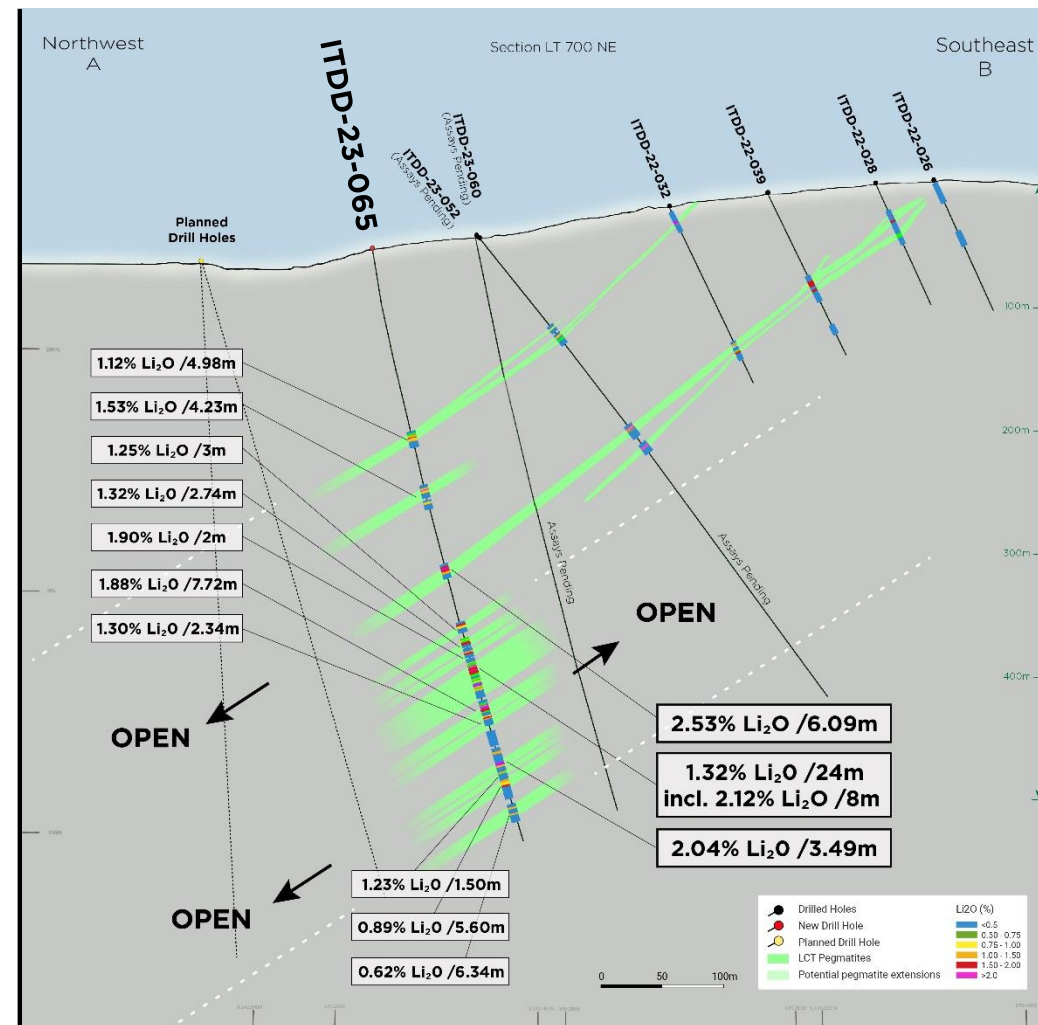 Northwest
A
Section LT 700 NE
Southeast
B
ITDD-23-065
ITDD-23-052
(Assays Pending)
ITDD-23-060
(Assays Pending)
ITDD-22-032
ITDD-22-039
ITDD-22-028
ITDD-22-026
Planned
Drill Holes
100m
200m
300m
400m
1.12% Li₂O /4.98m
1.53% Li₂O /4.23m
1.25% Li₂O /3m
1.32% Li₂O /2.74m
1.90% Li₂O /2m
1.88% Li₂O /7.72m
1.30% Li₂O /2.34m
Assays Pending
Assays Pending
OPEN
OPEN
OPEN
2.53% Li₂O /6.09m
1.32% Li₂O /24m
incl. 2.12% Li₂O /8m
2.04% Li₂O /3.49m
1.23% Li₂O /1.50m
0.89% Li₂O /5.60m
0.62% Li₂O /6.34m
0 50 100m
Drilled Holes
New Drill Hole
Planned Drill Hole
LCT Pegmatites
Potential pegmatite extensions
Li2O (%)
<0.5
0.50 - 0.75
0.75 - 1.00
1.00 - 1.50
1.50 - 2.00
>2.0